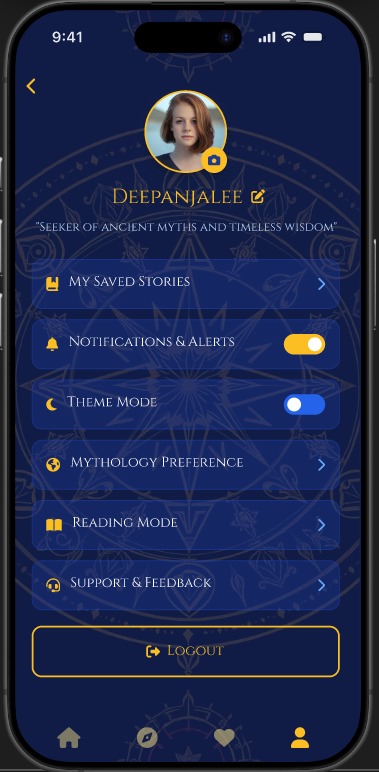 9:41
Deepanjalee
"Seeker of ancient myths and timeless wisdom"
My Saved Stories
Notifications & Alerts
Theme Mode
Mythology Preference
Reading Mode
Support & Feedback
Logout